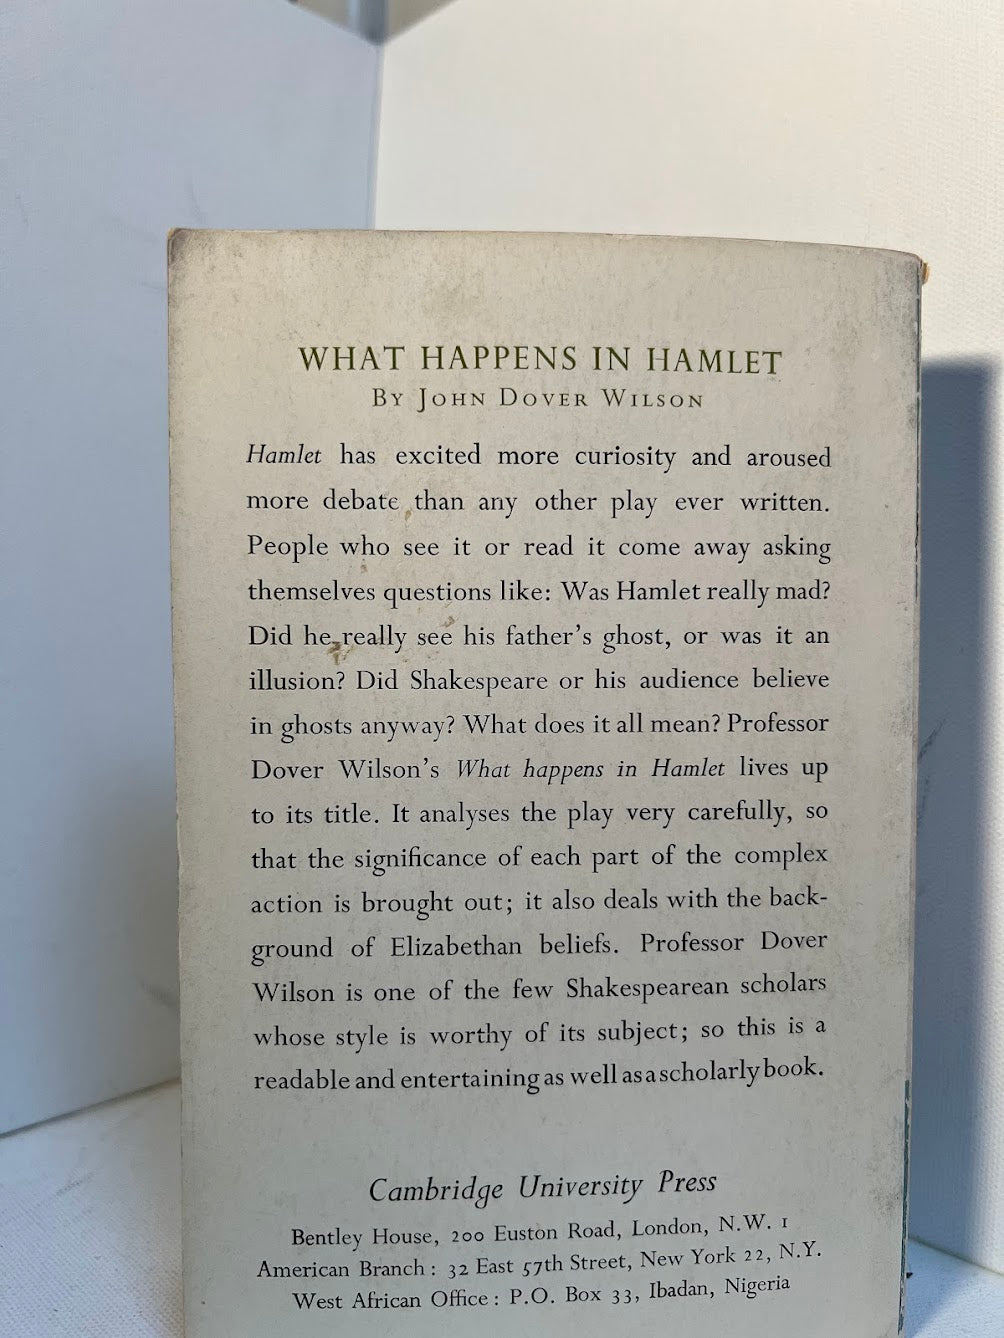 WHAT HAPPENS IN HAMLET
By John Dover Wilson
Hamlet has excited more curiosity and aroused
more debate than any other play ever written.
People who see it or read it come away asking
themselves questions like: Was Hamlet really mad?
Did he really see his father's ghost, or was it an
illusion? Did Shakespeare or his audience believe
in ghosts anyway? What does it all mean? Professor
Dover Wilson's What happens in Hamlet lives up
to its title. It analyses the play very carefully, so
that the significance of each part of the complex
action is brought out; it also deals with the back-
ground of Elizabethan beliefs. Professor Dover
Wilson is one of the few Shakespearean scholars
whose style is worthy of its subject; so this is a
readable and entertaining as well as a scholarly book.
Cambridge University Press
Bentley House, 200 Euston Road, London, N.W. 1
American Branch: 32 East 57th Street, New York 22, N.Y.
West African Office: P.O. Box 33, Ibadan, Nigeria